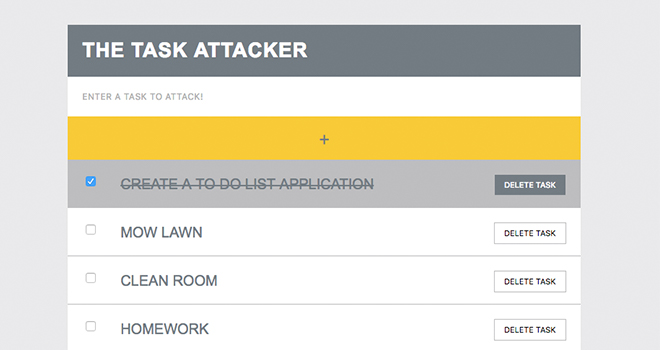 THE TASK ATTACKER
ENTER A TASK TO ATTACK!
+
CREATE A TO DO LIST APPLICATION DELETE TASK
MOW LAWN DELETE TASK
CLEAN ROOM DELETE TASK
HOMEWORK DELETE TASK